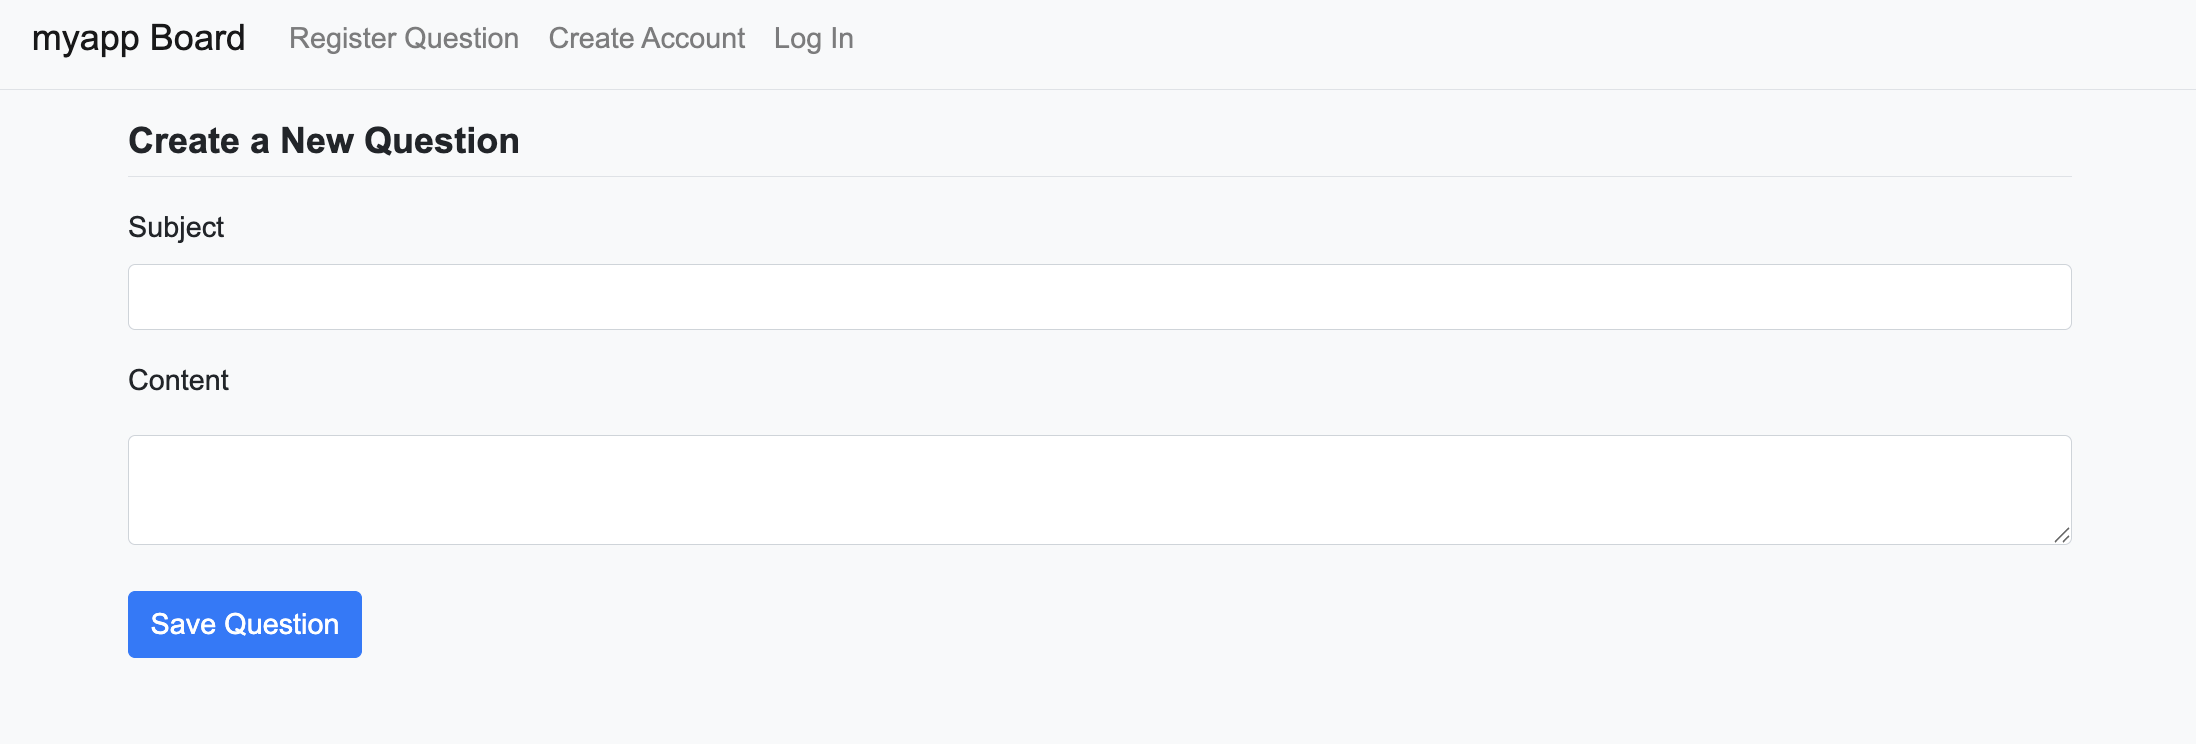 myapp Board Register Question Create Account Log In
Create a New Question
Subject
Content
Save Question